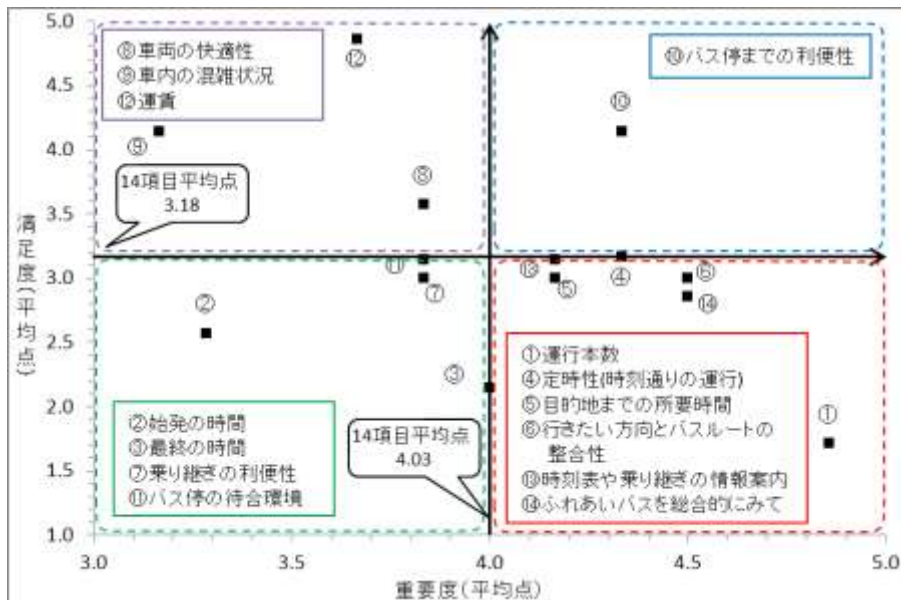 5.0
4.5
4.0
3.5
3.0
2.5
2.0
1.5
1.0
満足度(平均点)
⑧車両の快適性
⑨車内の混雑状況
⑫運賃
⑩バス停までの利便性
⑫
⑩
⑨
⑧
14項目平均点
3.18
⑪
⑦
⑬
⑤
④
⑥
⑭
②
③
①
②始発の時間
③最終の時間
⑦乗り継ぎの利便性
⑪バス停の待合環境
14項目平均点
4.03
①運行本数
④定時性(時刻通りの運行)
⑤目的地までの所要時間
⑥行きたい方向とバスルートの
整合性
⑬時刻表や乗り継ぎの情報案内
⑭ふれあいバスを総合的にみて
3.0
3.5
4.0
4.5
5.0
重要度(平均点)